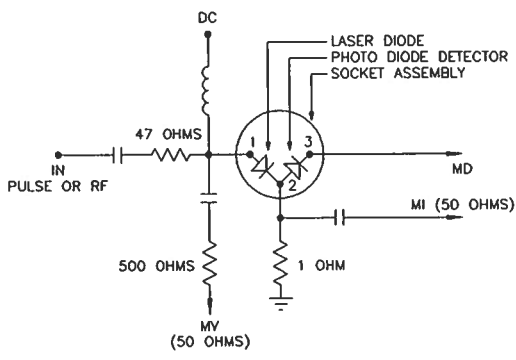 DC
LASER DIODE
PHOTO DIODE DETECTOR
SOCKET ASSEMBLY
47 OHMS
1
3
IN
PULSE OR RF
MD
2
MI (50 OHMS)
500 OHMS
1 OHM
MV
(50 OHMS)